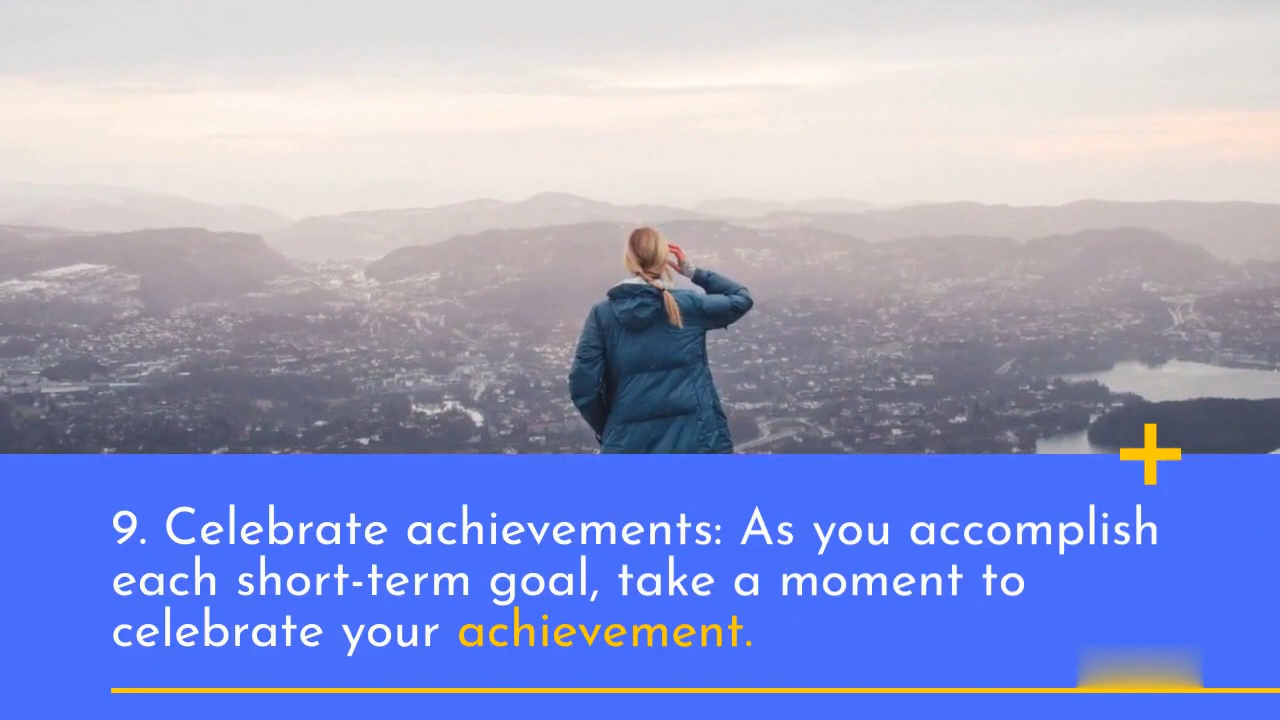 9. Celebrate achievements: As you accomplish
each short-term goal, take a moment to
celebrate your achievement.